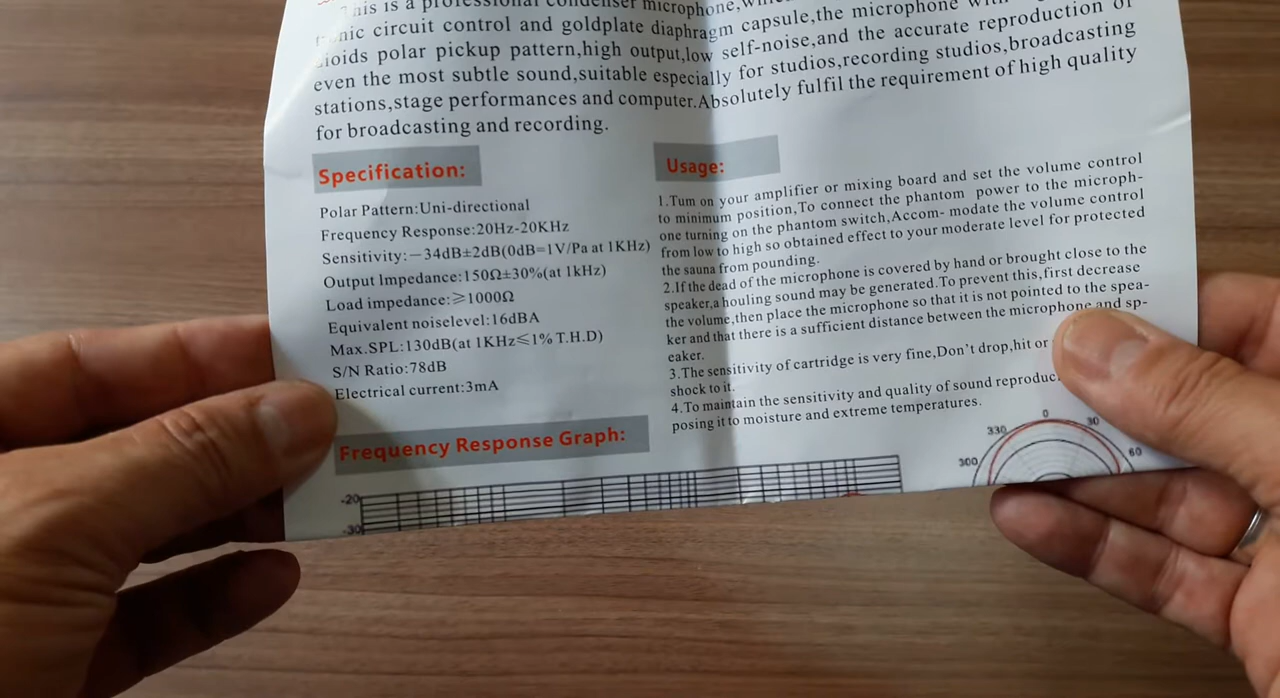 his is a professional condenser microphone,
nic circuit control and goldplate diaphragm capsule,the microphone
ioids polar pickup pattern,high output,low self-noise,and the accurate reproduction of
even the most subtle sound,suitable especially for studios,recording studios,broadcasting
stations,stage performances and computer.Absolutely fulfil the requirement of high quality
for broadcasting and recording.
Specification:
Polar Pattern:Uni-directional
Frequency Response:20Hz-20KHz
Sensitivity:−34dB±2dB(0dB=1V/Pa at 1KHz)
Output Impedance:150Ω±30%(at 1kHz)
Load impedance:≥1000Ω
Equivalent noiselevel:16dBA
Max.SPL:130dB(at 1KHz≤1% T.H.D)
S/N Ratio:78dB
Electrical current:3mA
Frequency Response Graph:
-20
-30
Usage:
1.Tum on your amplifier or mixing board and set the volume control
to minimum position,To connect the phantom power to the microph-
one turning on the phantom switch,Accom- modate the volume control
from low to high so obtained effect to your moderate level for protected
the sauna from pounding.
2.If the dead of the microphone is covered by hand or brought close to the
speaker,a houling sound may be generated.To prevent this,first decrease
the volume,then place the microphone so that it is not pointed to the spea-
ker and that there is a sufficient distance between the microphone and sp-
eaker.
3.The sensitivity of cartridge is very fine,Don't drop,hit or
shock to it.
4.To maintain the sensitivity and quality of sound reproduc
posing it to moisture and extreme temperatures.
0
330
30
300
60